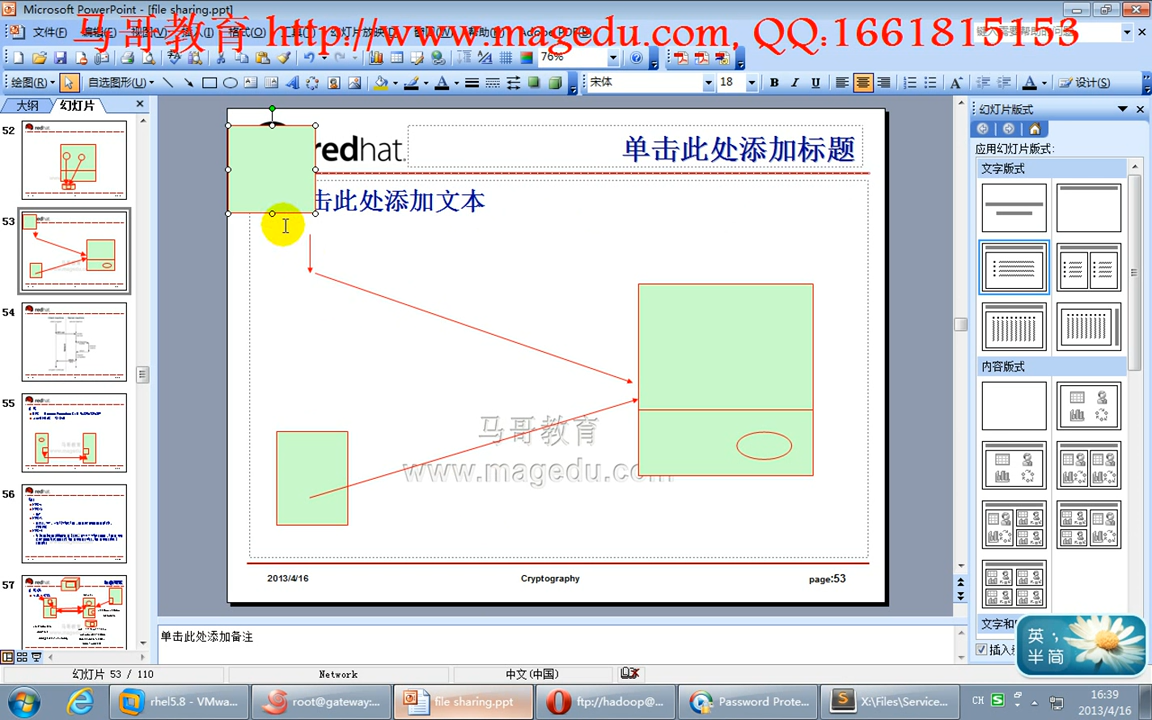 Microsoft PowerPoint - [file sharing.ppt]
马哥教育 http://www.magedu.com, QQ:1661815153
文件(F)
76%
绘图(R)
自选图形(U)
宋体
18
B I U
设计(S)
大纲
幻灯片
幻灯片版式
应用幻灯片版式:
文字版式
内容版式
52
53
54
55
56
57
redhat.
单击此处添加标题
击此处添加文本
马哥教育
www.magedu.com
2013/4/16
Cryptography
page:53
单击此处添加备注
英
半 简
幻灯片 53 / 110
Network
中文(中国)
rhel5.8 - VMwa...
root@gateway:...
file sharing.ppt
ftp://hadoop@...
Password Prote...
X:\Files\Service...
CH
16:39
2013/4/16